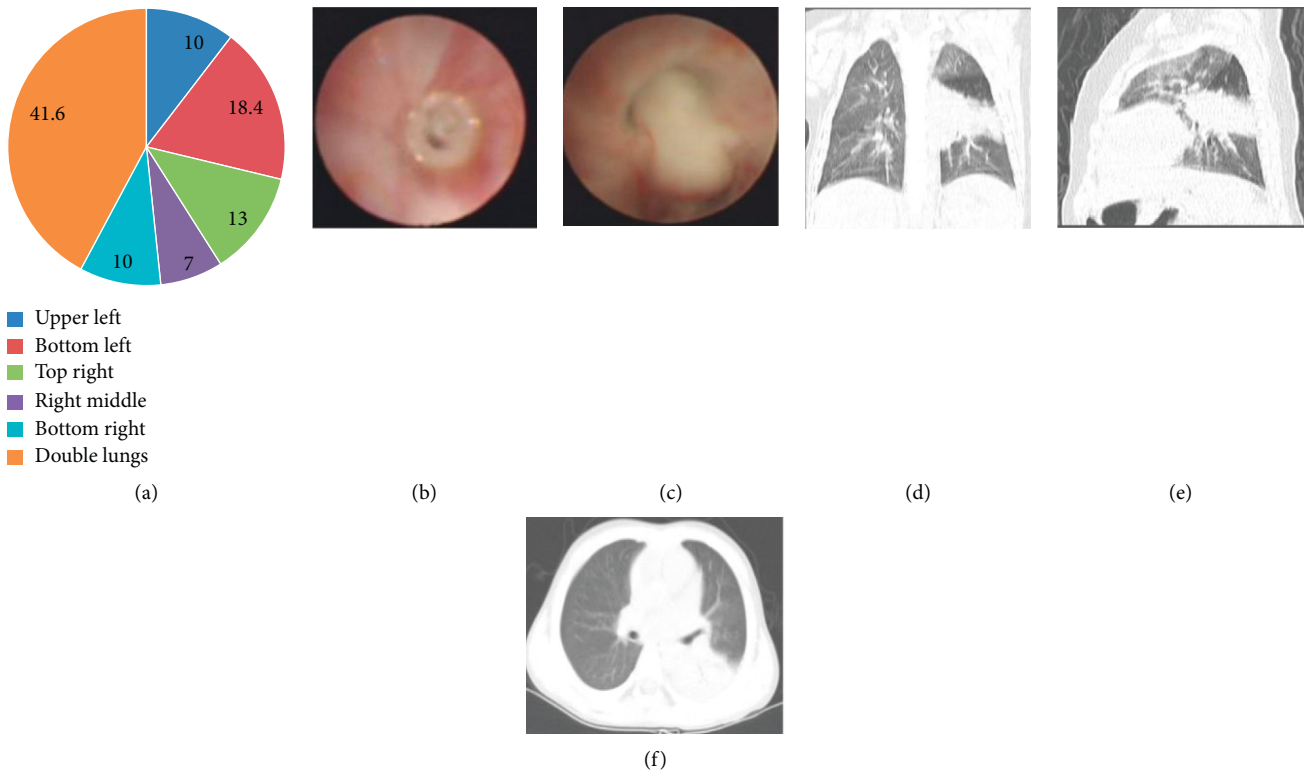 10
41.6
18.4
13
10
7
Upper left
Bottom left
Top right
Right middle
Bottom right
Double lungs
(a)
(b)
(c)
(d)
(e)
(f)